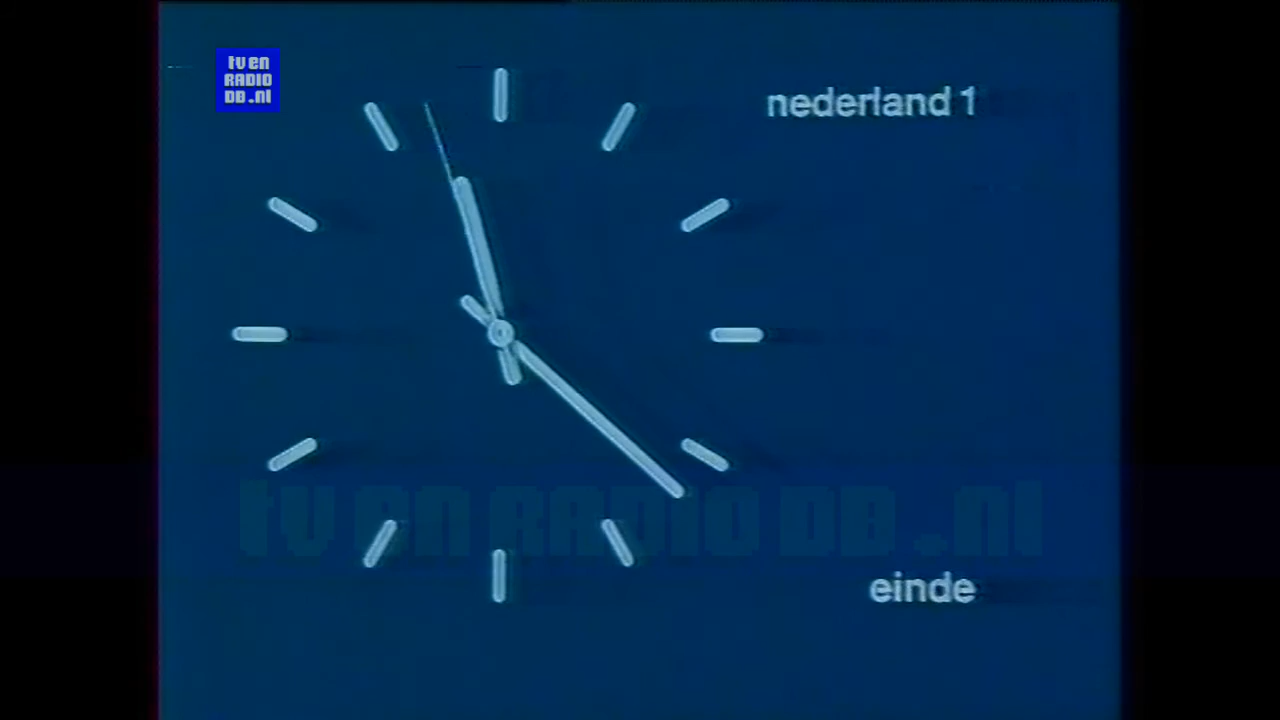 tv en
RADIO
DB.nl
nederland 1
tv en RADIO DB.nl
einde